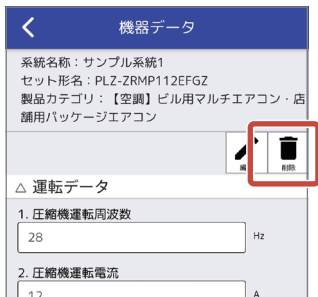 機器データ
系統名称：サンプル系統1
セット形名：PLZ-ZRMP112EFGZ
製品カテゴリ：【空調】ビル用マルチエアコン・店
舗用パッケージエアコン
編
削除
△ 運転データ
1. 圧縮機運転周波数
28 Hz
2. 圧縮機運転電流
12 A